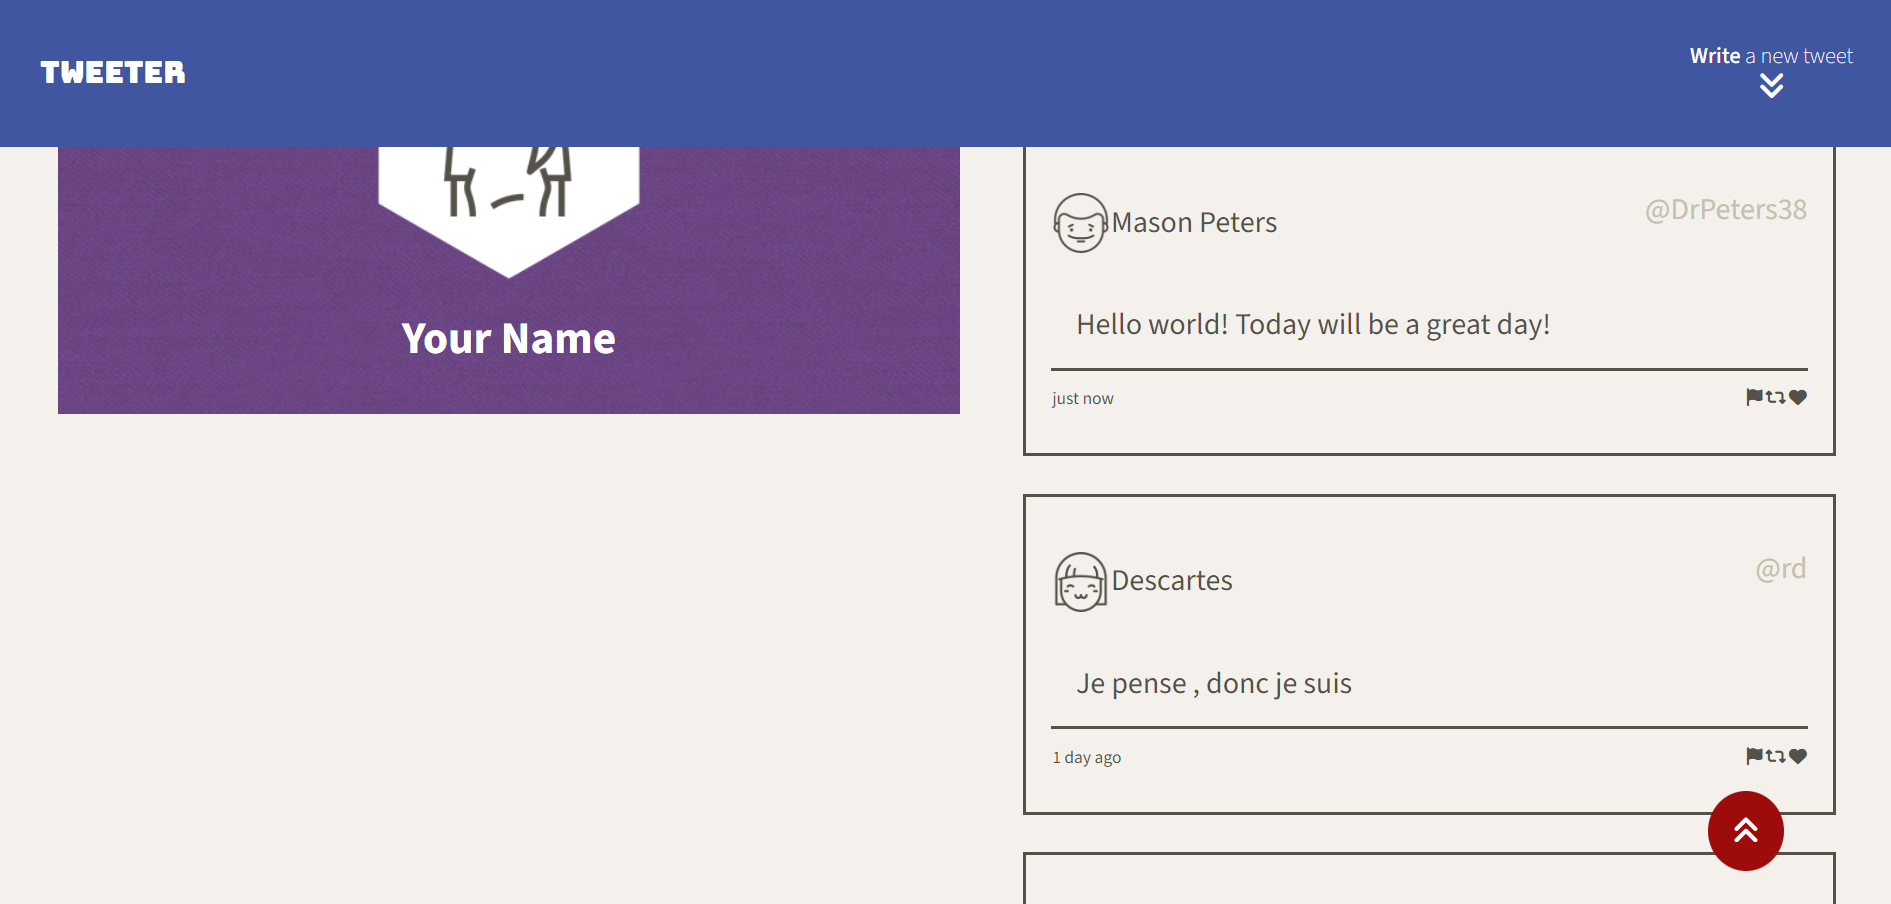 TWEETER
Write a new tweet
Your Name
Mason Peters
@DrPeters38
Hello world! Today will be a great day!
just now
Descartes
@rd
Je pense , donc je suis
1 day ago